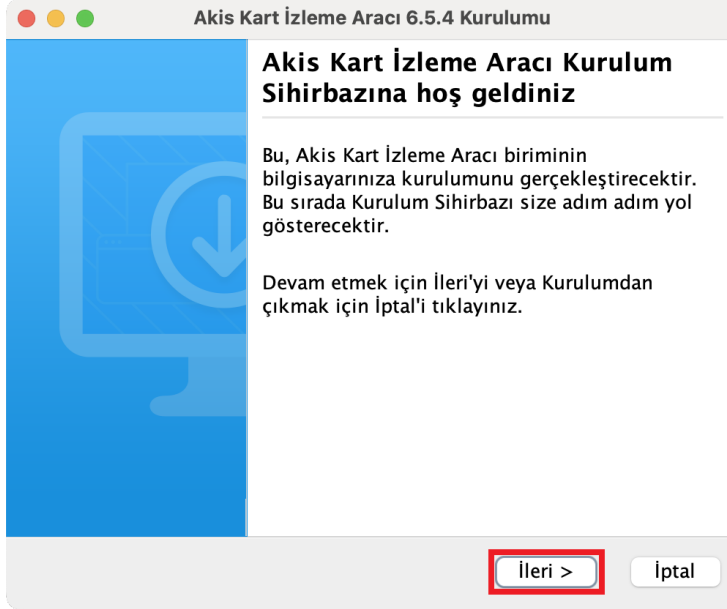 Akis Kart İzleme Aracı 6.5.4 Kurulumu
Akis Kart İzleme Aracı Kurulum
Sihirbazına hoş geldiniz
Bu, Akis Kart İzleme Aracı biriminin
bilgisayarınıza kurulumunu gerçekleştirecektir.
Bu sırada Kurulum Sihirbazı size adım adım yol
gösterecektir.
Devam etmek için İleri'yi veya Kurulumdan
çıkmak için İptal'i tıklayınız.
İleri >
İptal